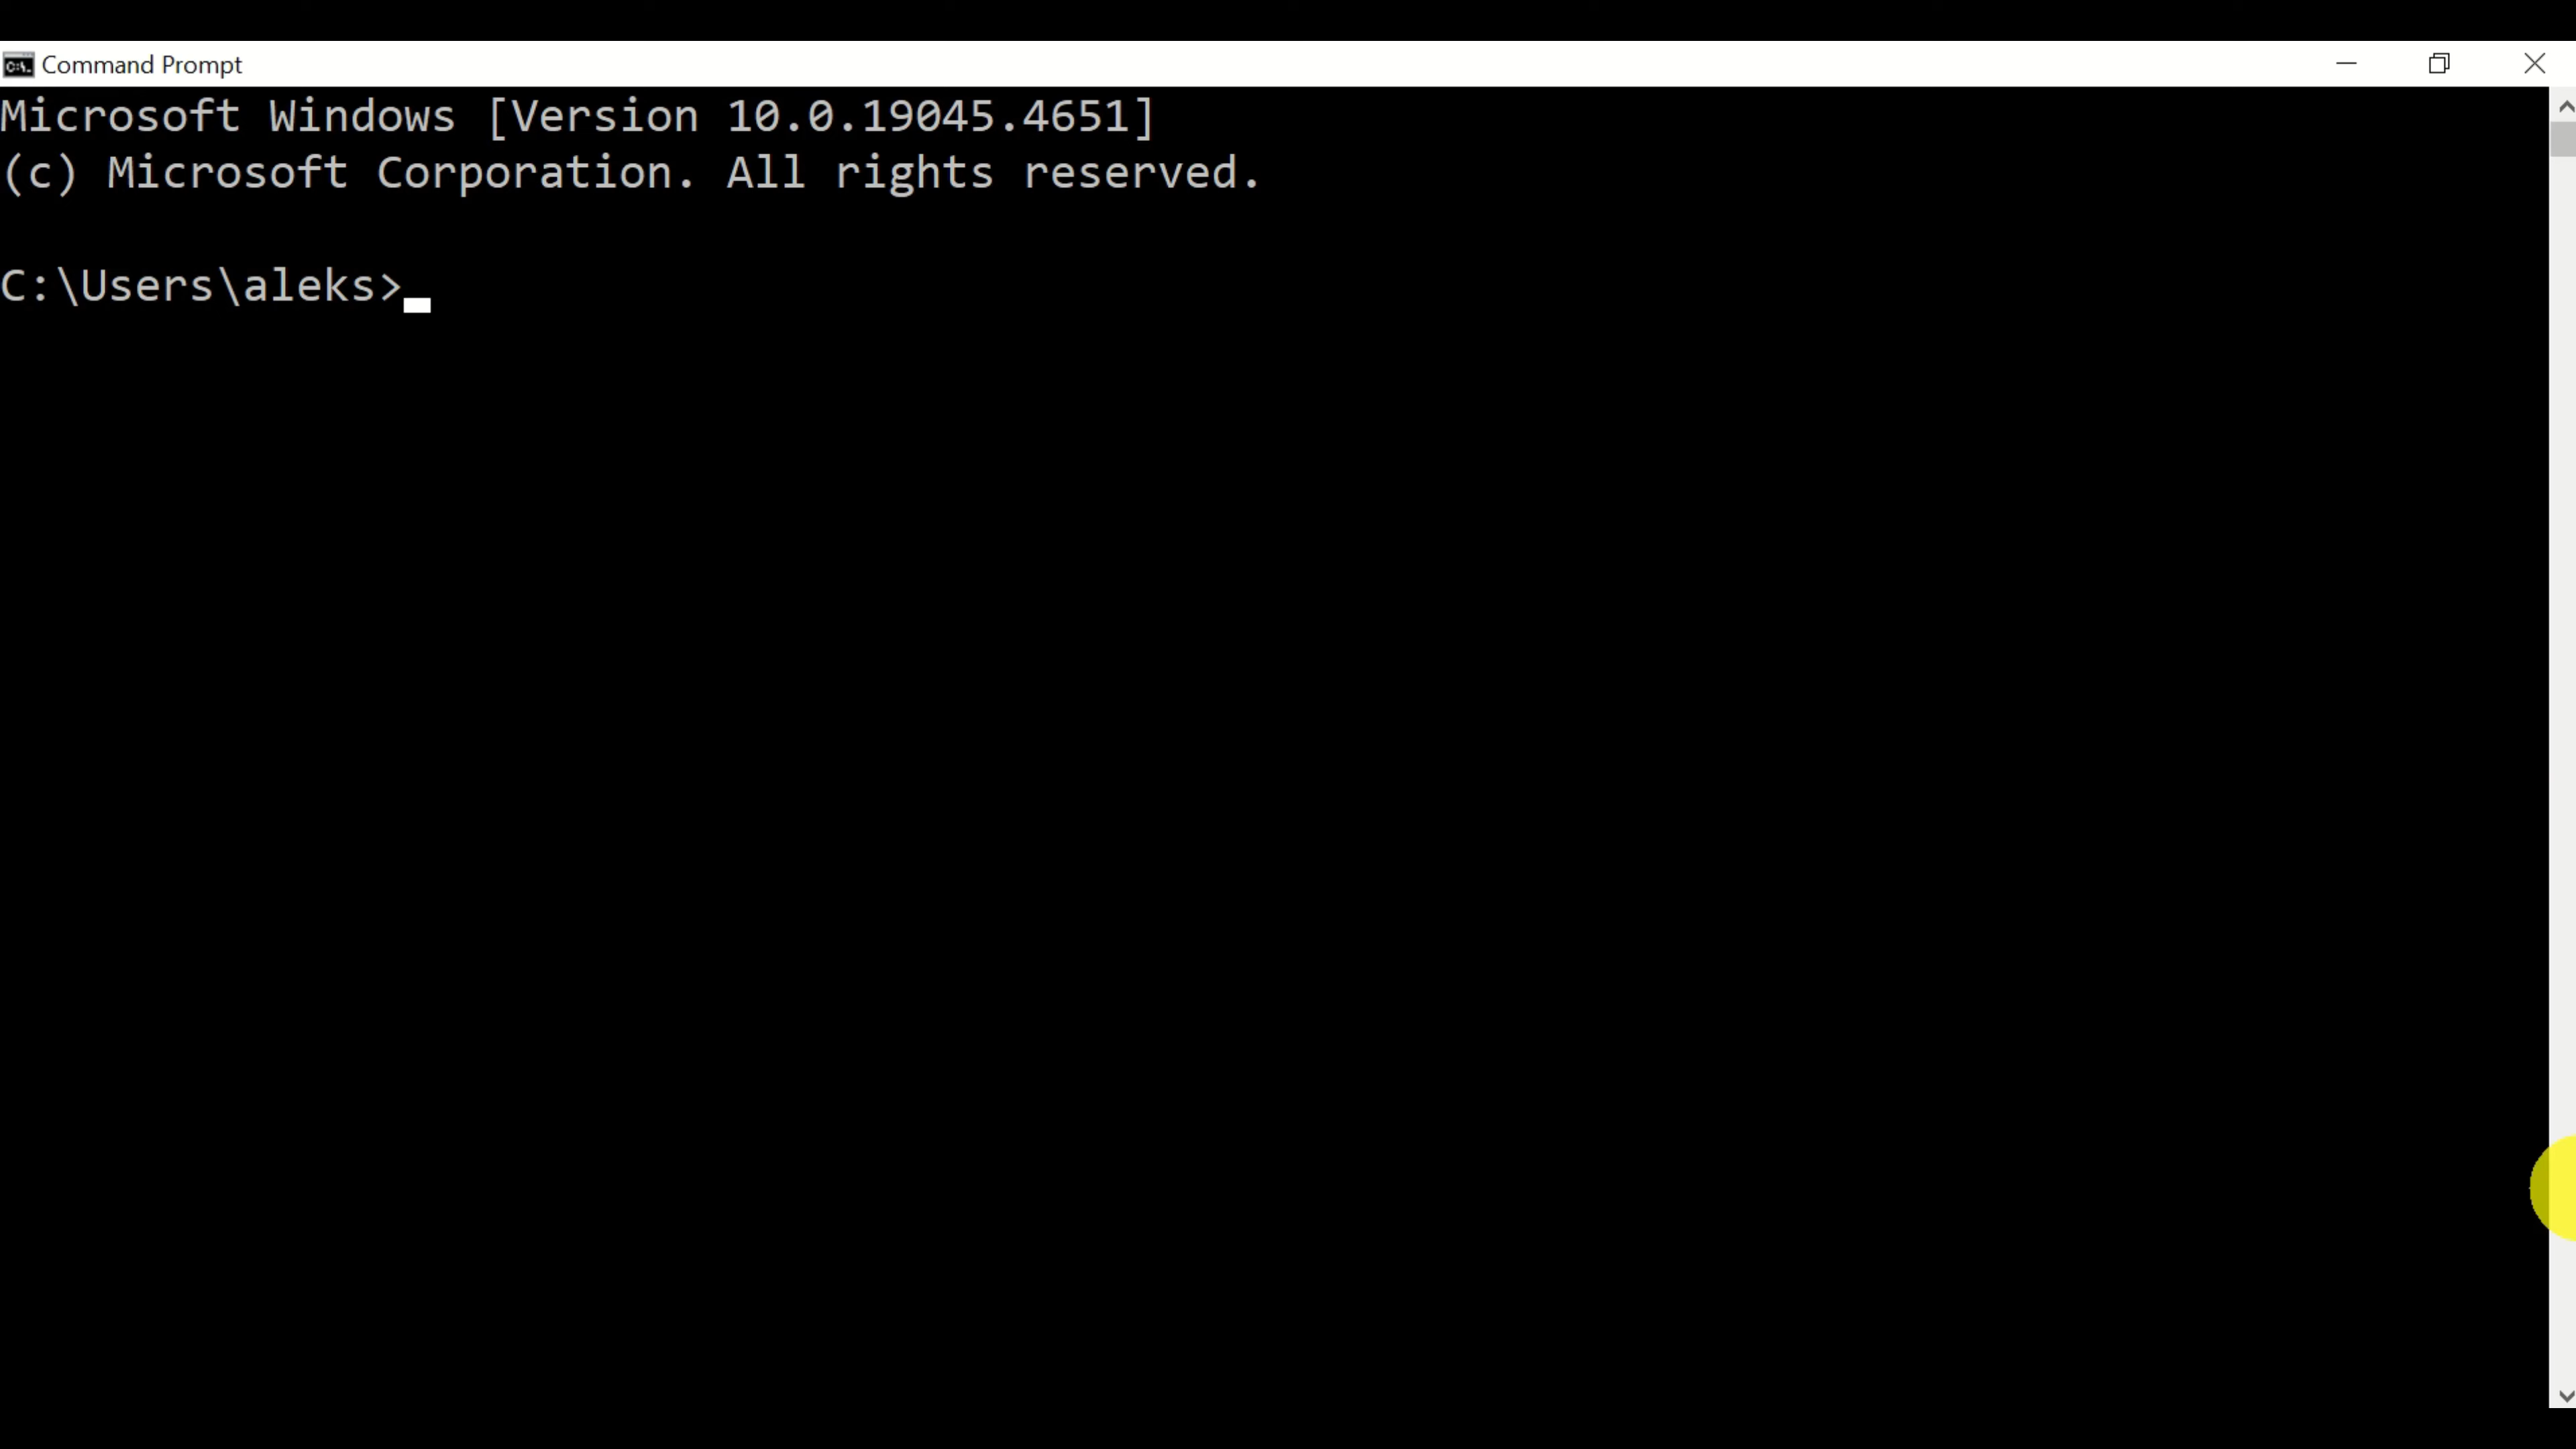 Command Prompt
Microsoft Windows [Version 10.0.19045.4651]
(c) Microsoft Corporation. All rights reserved.
C:\Users\aleks>